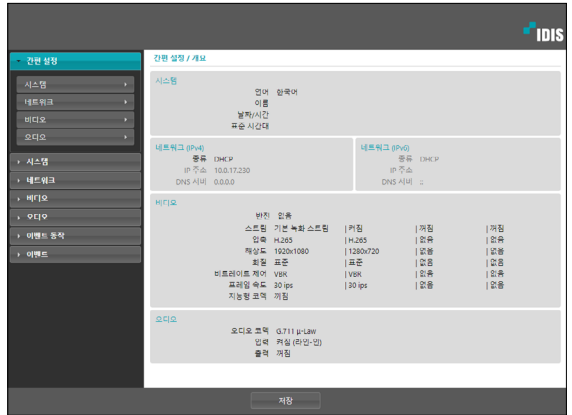 IDIS
간편 설정
간편 설정 / 개요
시스템
네트워크
비디오
오디오
시스템
네트워크
비디오
오디오
이벤트 동작
이벤트
시스템
언어 한국어
이름
날짜/시간
표준 시간대
네트워크 (IPv4)
종류 DHCP
IP 주소 10.0.17.230
DNS 서버 0.0.0.0
네트워크 (IPv6)
종류 DHCP
IP 주소
DNS 서버 ::
비디오
반전 없음
스트림 기본 녹화 스트림 |켜짐 |꺼짐 |꺼짐
압축 H.265 |H.265 |없음 |없음
해상도 1920x1080 |1280x720 |없음 |없음
화질 표준 |표준 |없음 |없음
비트레이트 제어 VBR |VBR |없음 |없음
프레임 속도 30 ips |30 ips |없음 |없음
지능형 코덱 꺼짐
오디오
오디오 코덱 G.711 μ-Law
입력 켜짐 (라인-인)
출력 꺼짐
저장